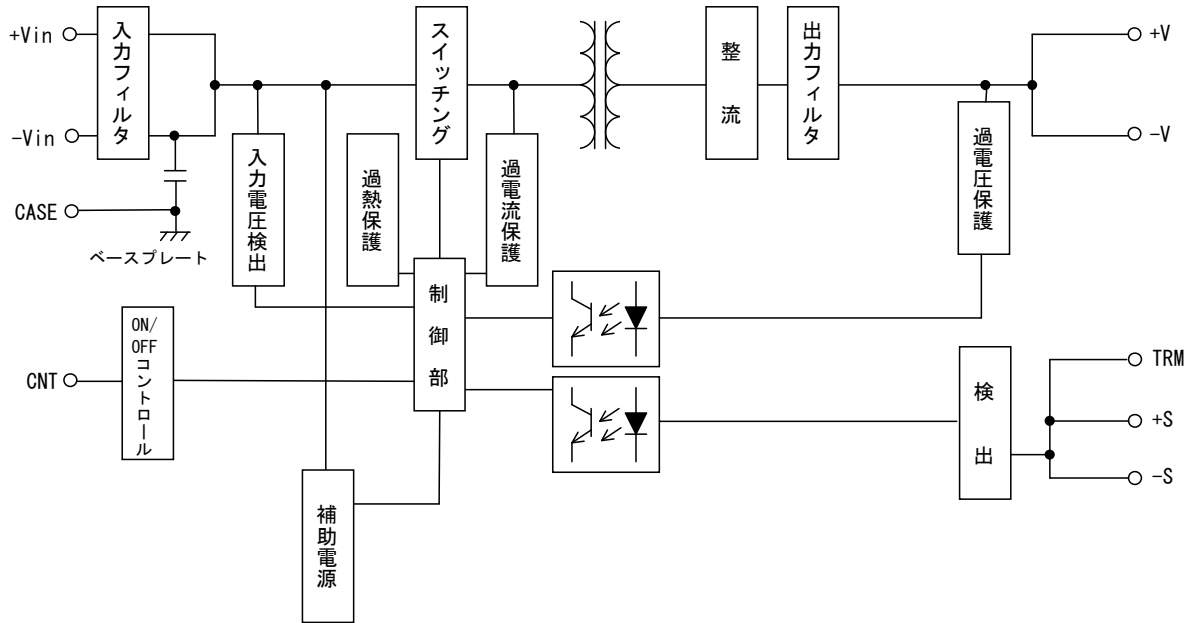 +Vin
-Vin
CASE
ベースプレート
CNT
入力フィルタ
ON/
OFF
コントロール
入力電圧検出
補助電源
過熱保護
スイッチング
制御部
過電流保護
整流
出力フィルタ
過電圧保護
検出
+V
-V
TRM
+S
-S